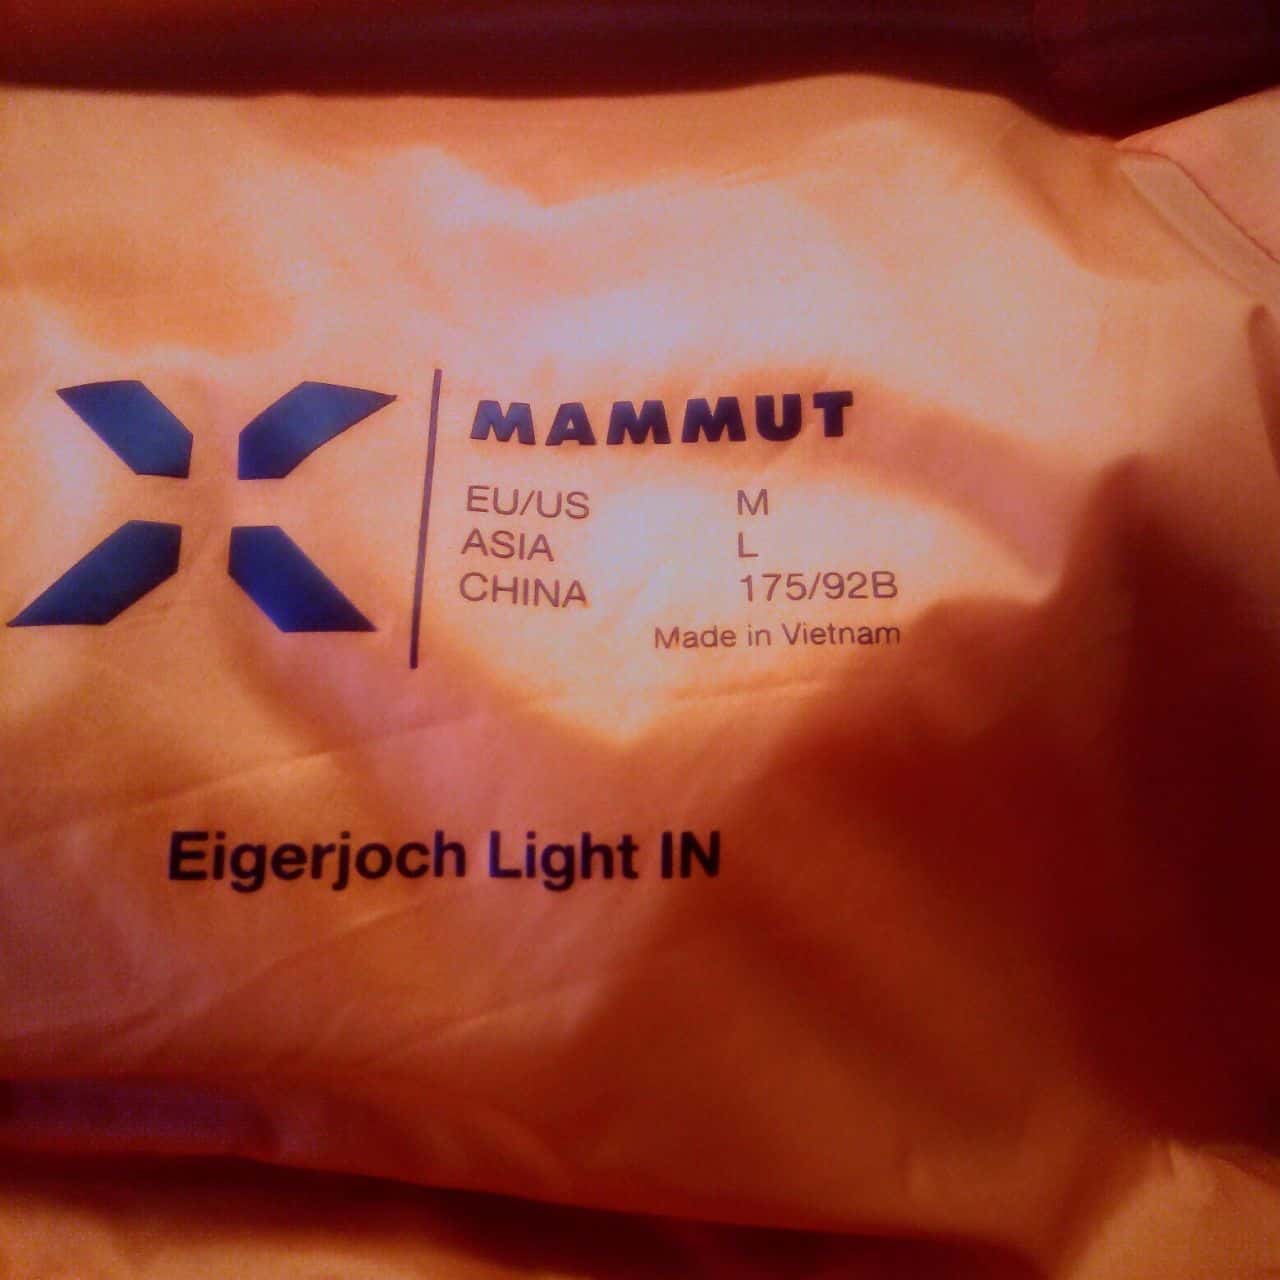 MAMMUT
EU/US M
ASIA L
CHINA 175/92B
Made in Vietnam
Eigerjoch Light IN